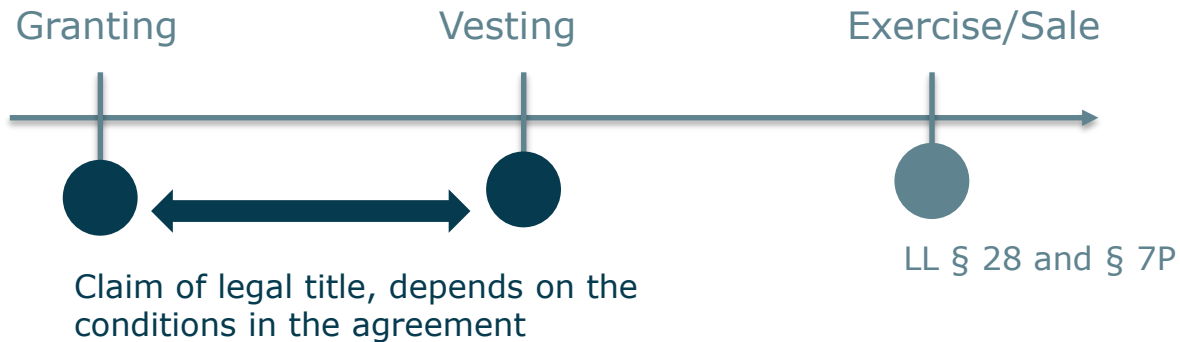 Granting
Vesting
Exercise/Sale
LL § 28 and § 7P
Claim of legal title, depends on the
conditions in the agreement